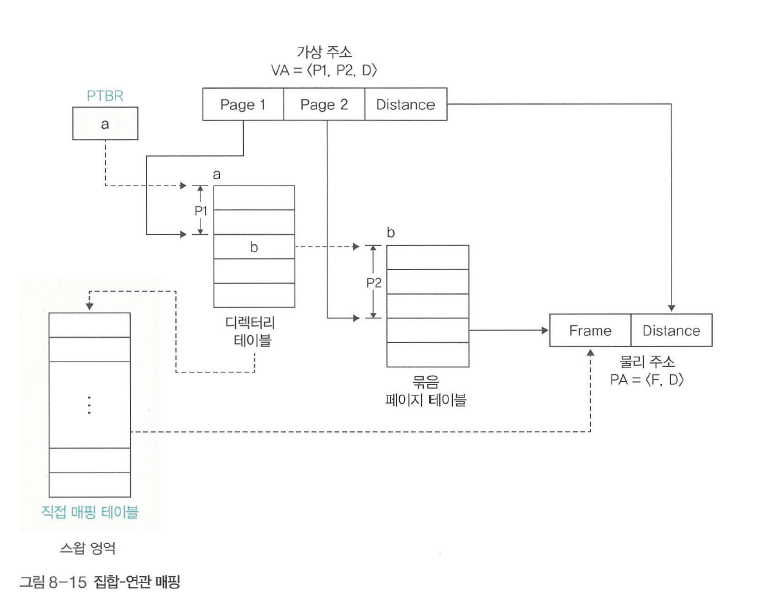 가상 주소
VA = 〈P1, P2, D〉
PTBR
a
Page 1
Page 2
Distance
a
P1
b
b
P2
디렉터리
테이블
Frame
Distance
물리 주소
PA = 〈F, D〉
묶음
페이지 테이블
⋮
직접 매핑 테이블
스왑 영역
그림 8-15 집합-연관 매핑